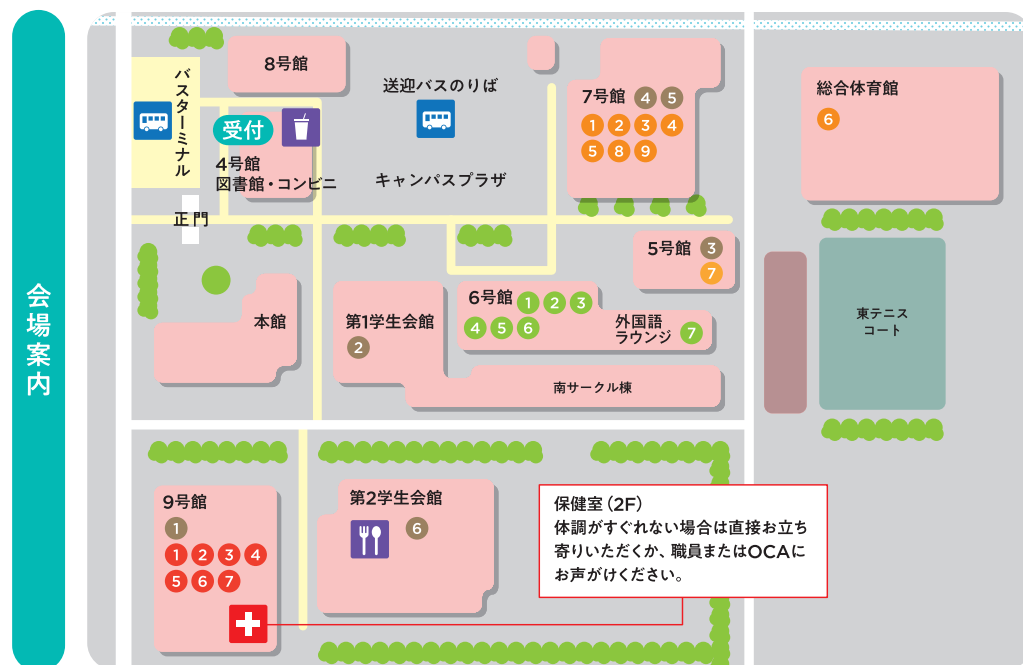 会場案内
バスターミナル
8号館
受付
4号館
図書館・コンビニ
正門
送迎バスのりば
キャンパスプラザ
7号館 4 5
1 2 3 4
5 8 9
総合体育館
6
5号館 3
7
本館
第1学生会館
2
6号館 1 2 3
4 5 6
外国語
ラウンジ 7
南サークル棟
東テニス
コート
9号館
1
1 2 3 4
5 6 7
第2学生会館
6
保健室（2F）
体調がすぐれない場合は直接お立ち
寄りいただくか、職員またはOCAに
お声がけください。